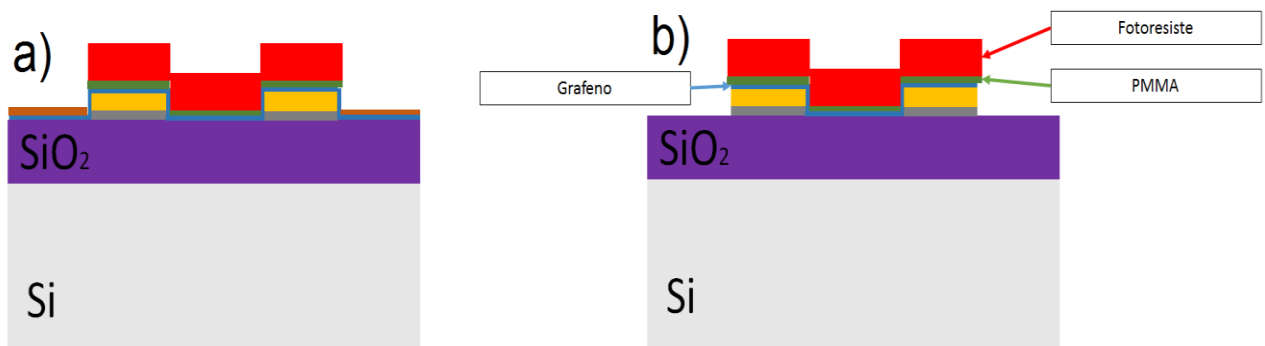 a)
SiO₂
Si
b)
Fotoresiste
Grafeno
PMMA
SiO₂
Si